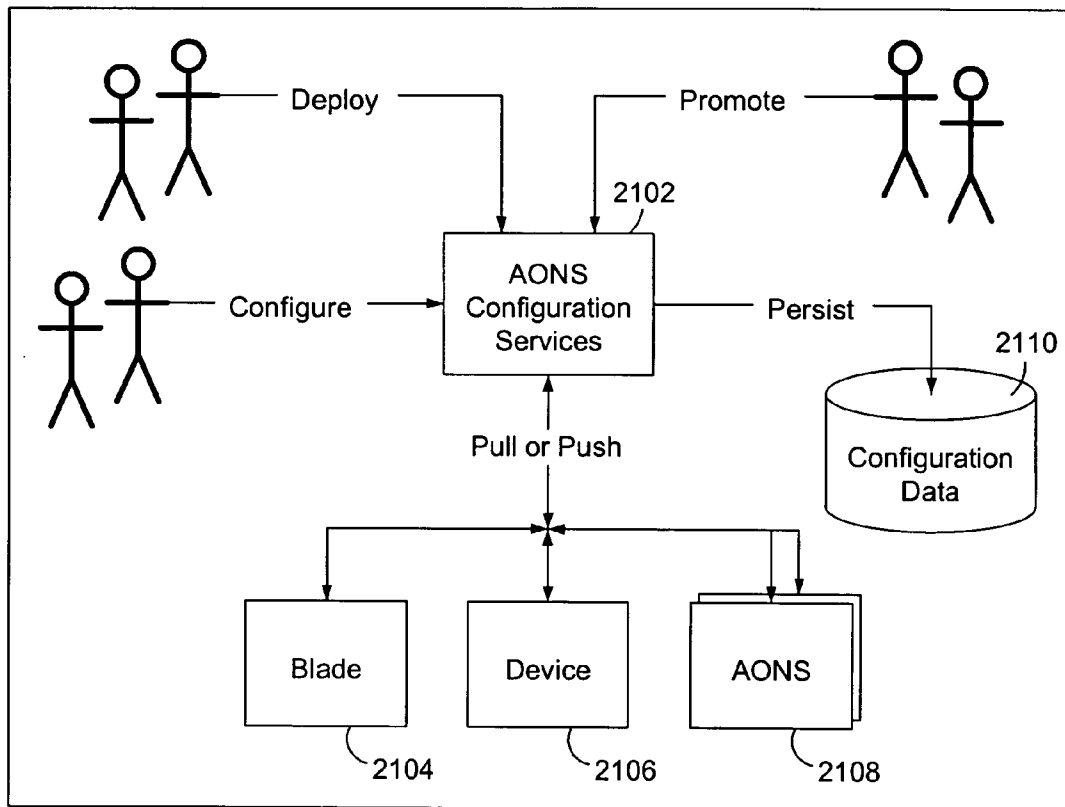 Deploy
Promote
2102
AONS
Configuration
Services
Configure
Persist
2110
Pull or Push
Configuration
Data
Blade
Device
AONS
2104
2106
2108